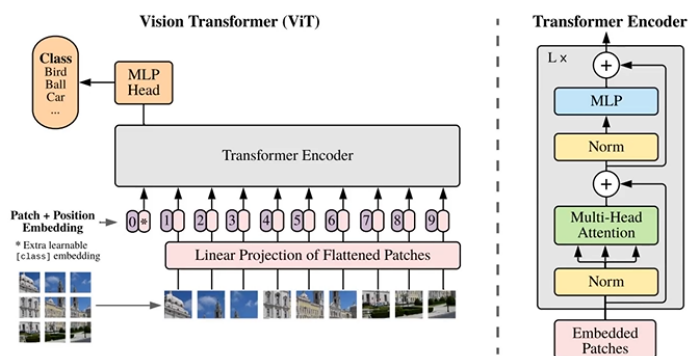 Vision Transformer (ViT)
Class
Bird
Ball
Car
...
MLP
Head
Transformer Encoder
Patch + Position
Embedding
* Extra learnable
[class] embedding
0 * 1 2 3 4 5 6 7 8 9
Linear Projection of Flattened Patches
Transformer Encoder
L x
+
MLP
Norm
+
Multi-Head
Attention
Norm
Embedded
Patches